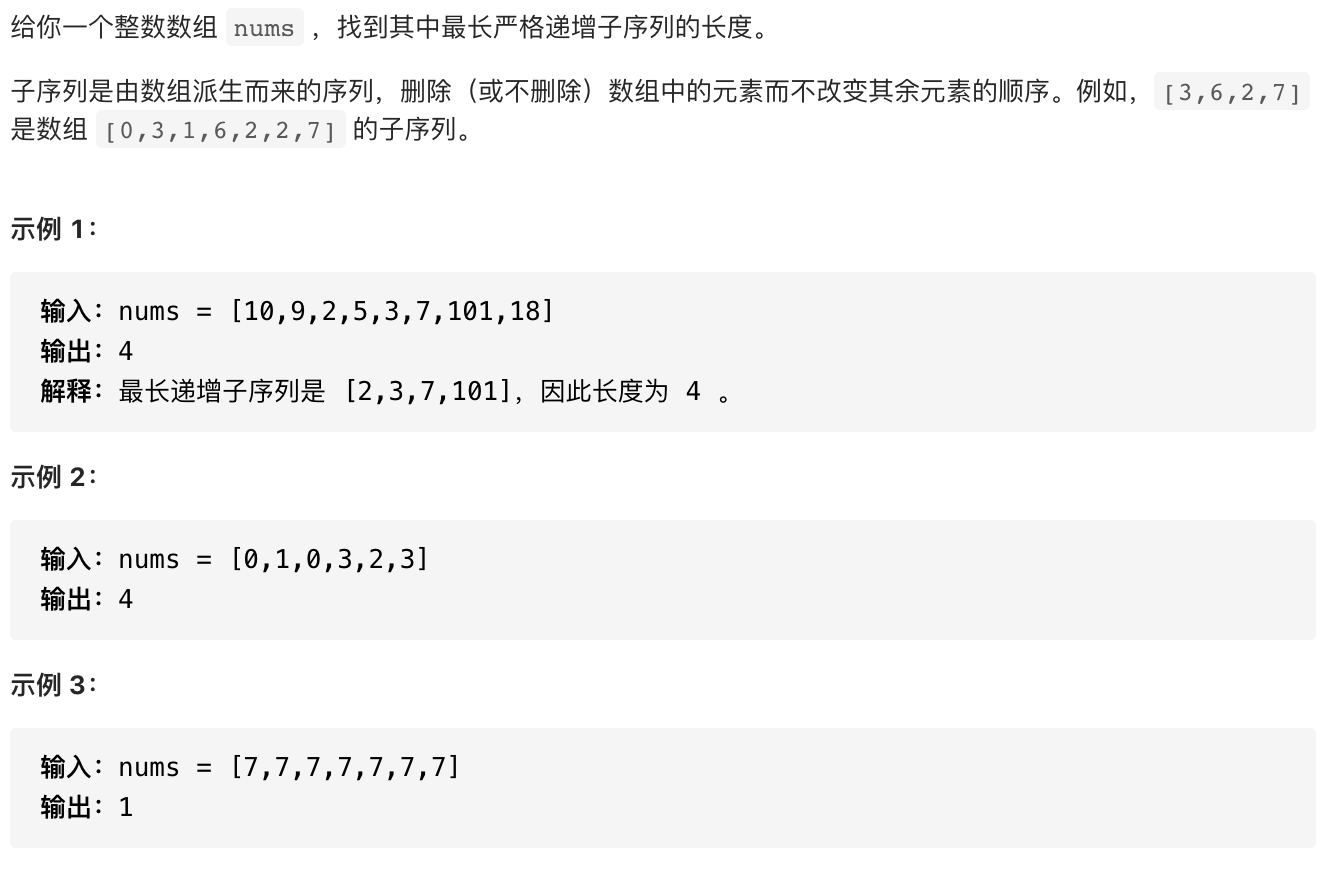 给你一个整数数组 nums ，找到其中最长严格递增子序列的长度。
子序列是由数组派生而来的序列，删除（或不删除）数组中的元素而不改变其余元素的顺序。例如， [3,6,2,7]
是数组 [0,3,1,6,2,2,7] 的子序列。
示例 1：
输入：nums = [10,9,2,5,3,7,101,18]
输出：4
解释：最长递增子序列是 [2,3,7,101]，因此长度为 4 。
示例 2：
输入：nums = [0,1,0,3,2,3]
输出：4
示例 3：
输入：nums = [7,7,7,7,7,7,7]
输出：1